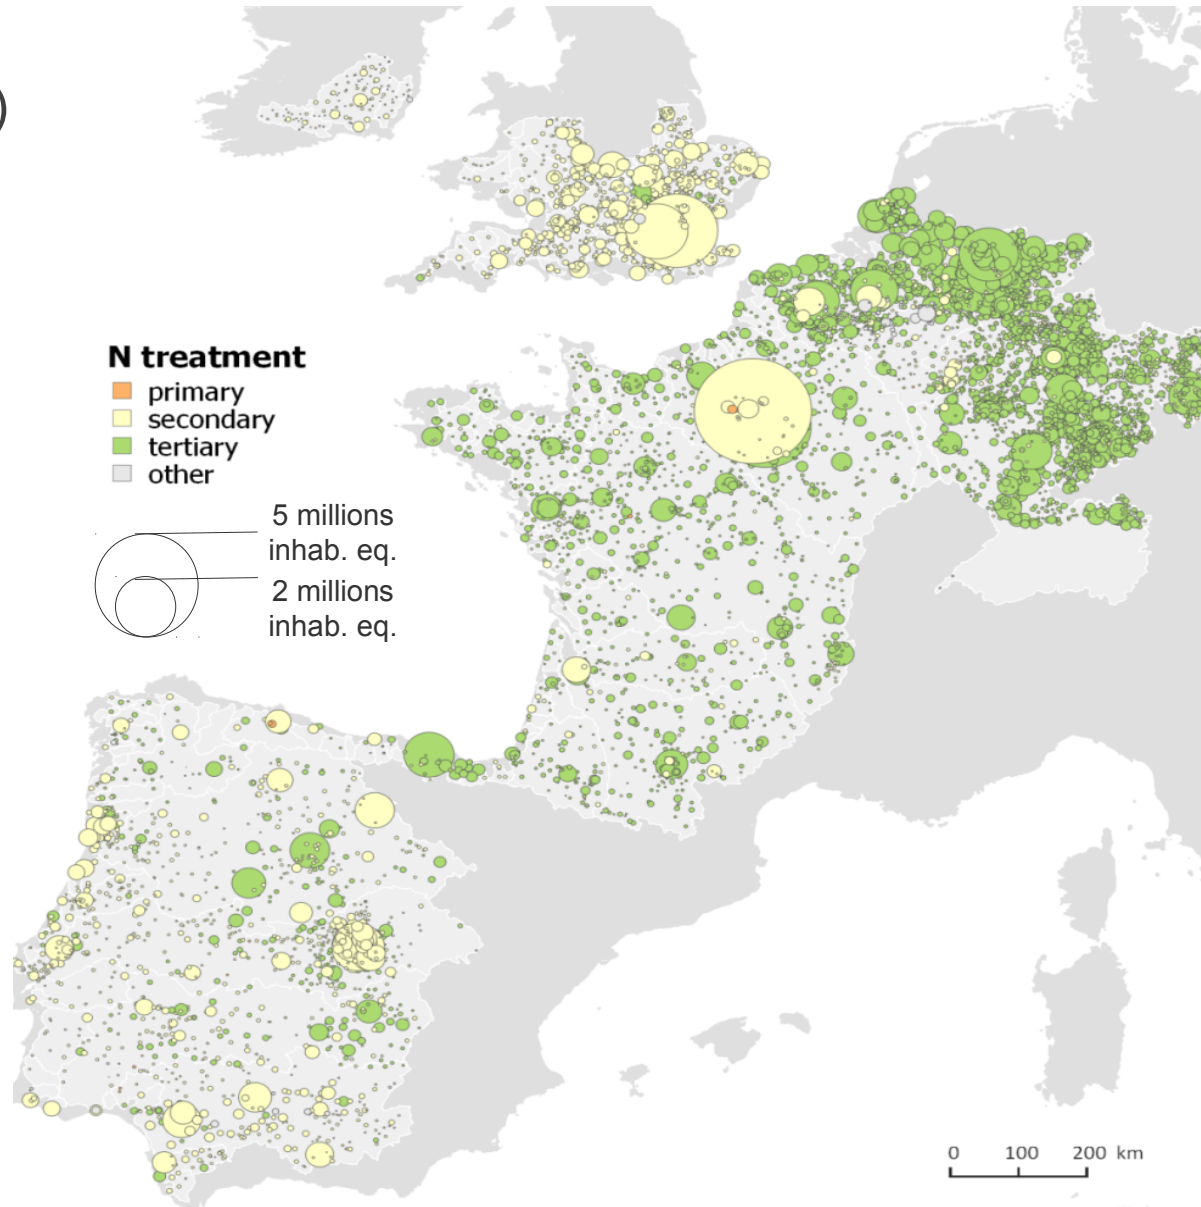 )
N treatment
primary
secondary
tertiary
other
5 millions
inhab. eq.
2 millions
inhab. eq.
0 100 200 km